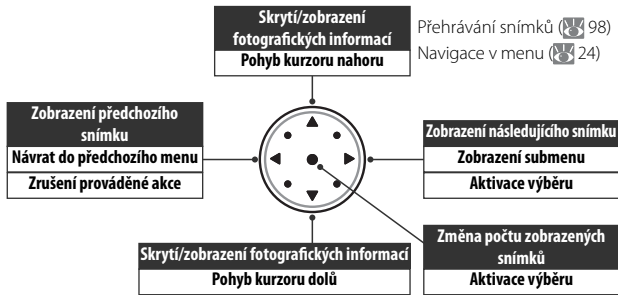 Skrytí/zobrazení
fotografických informací
Pohyb kurzoru nahoru
Přehrávání snímků (98)
Navigace v menu (24)
Zobrazení předchozího
snímku
Návrat do předchozího menu
Zrušení prováděné akce
Zobrazení následujícího snímku
Zobrazení submenu
Aktivace výběru
Skrytí/zobrazení fotografických informací
Pohyb kurzoru dolů
Změna počtu zobrazených
snímků
Aktivace výběru